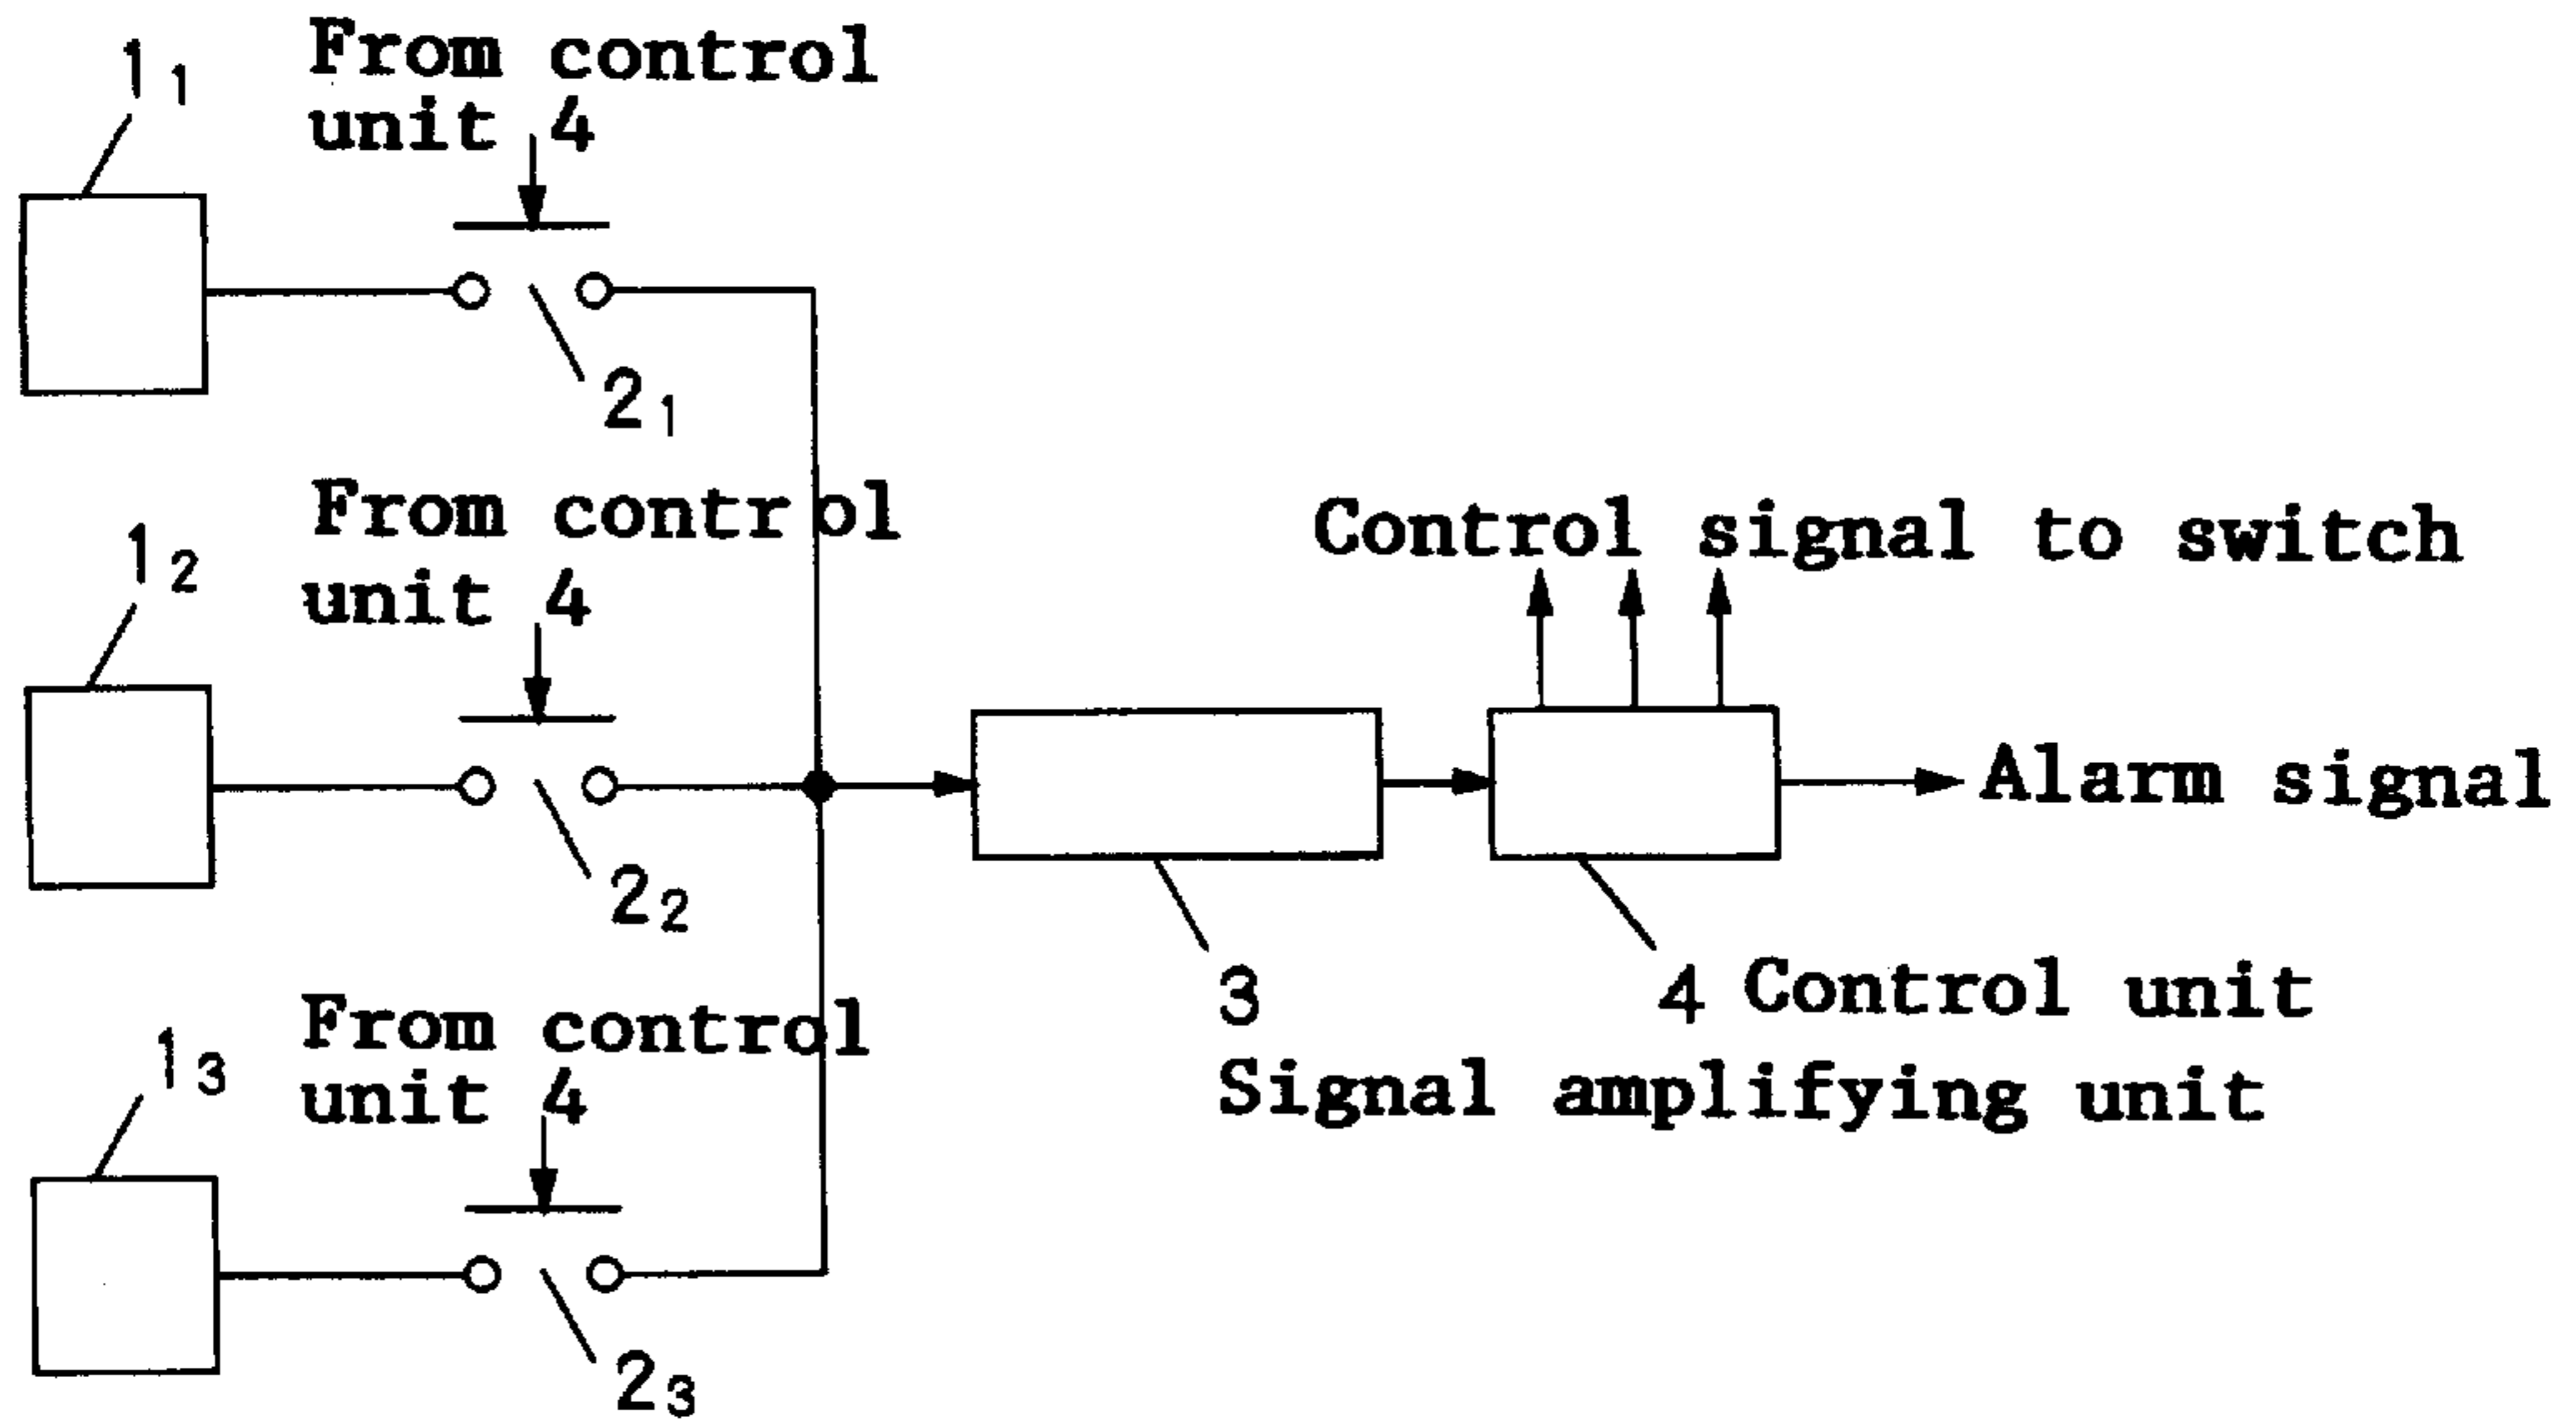 1₁
From control
unit 4
2₁
1₂
From control
unit 4
2₂
1₃
From control
unit 4
2₃
Control signal to switch
Alarm signal
3
Signal amplifying unit
4 Control unit